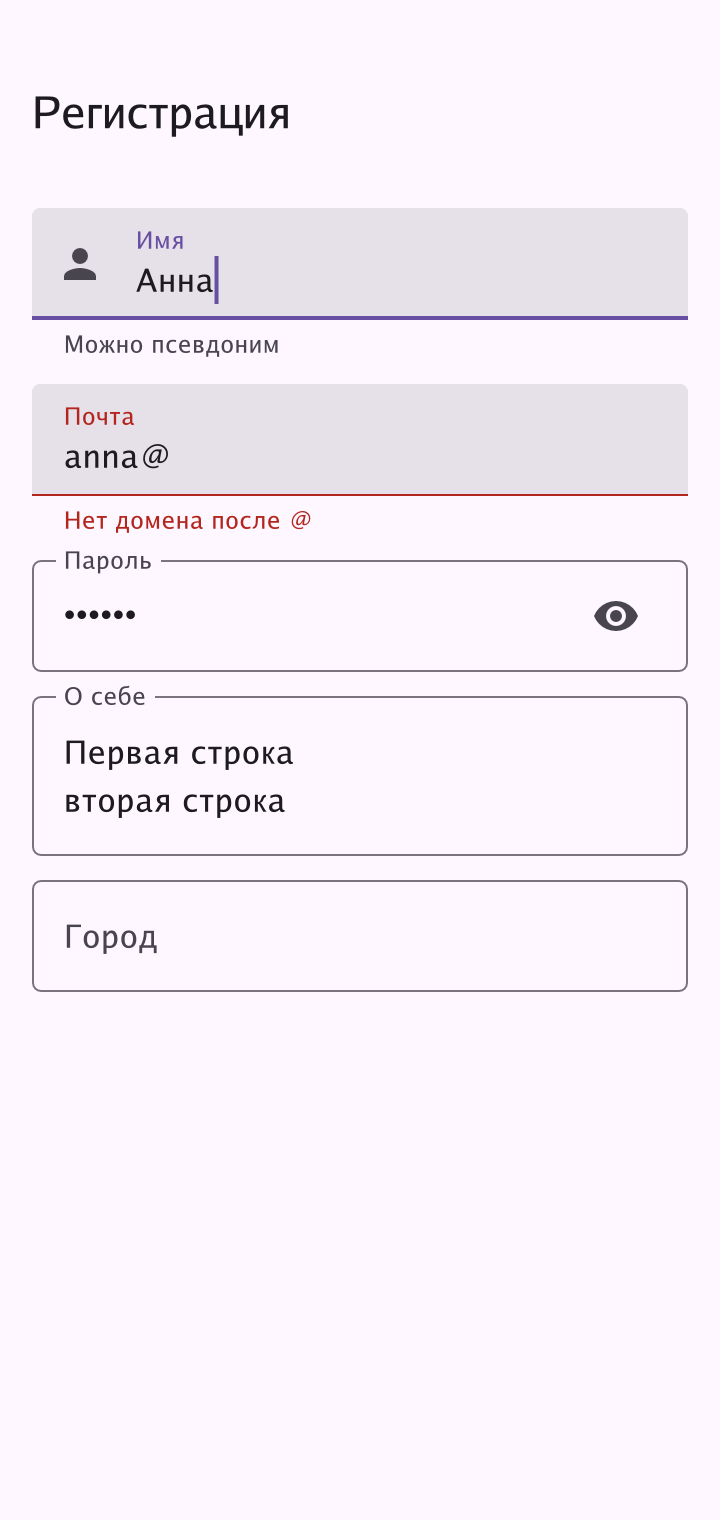 Регистрация
Имя
Анна
Можно псевдоним
Почта
anna@
Нет домена после @
Пароль
••••••
О себе
Первая строка
вторая строка
Город